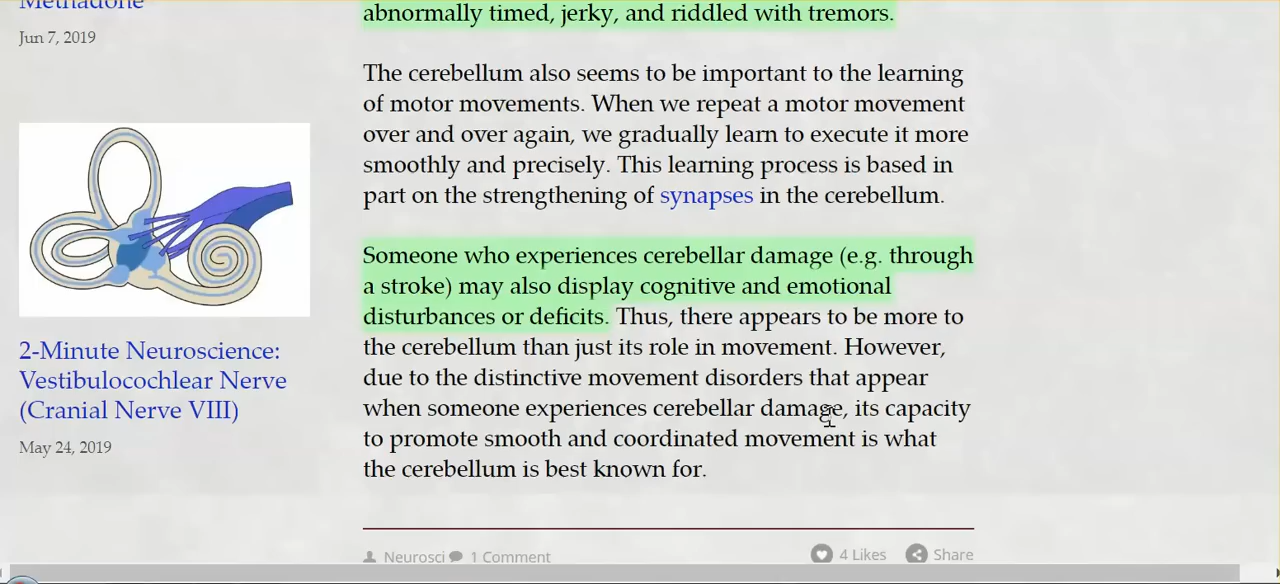 Methadone
Jun 7, 2019
2-Minute Neuroscience:
Vestibulocochlear Nerve
(Cranial Nerve VIII)
May 24, 2019
abnormally timed, jerky, and riddled with tremors.
The cerebellum also seems to be important to the learning
of motor movements. When we repeat a motor movement
over and over again, we gradually learn to execute it more
smoothly and precisely. This learning process is based in
part on the strengthening of synapses in the cerebellum.
Someone who experiences cerebellar damage (e.g. through
a stroke) may also display cognitive and emotional
disturbances or deficits. Thus, there appears to be more to
the cerebellum than just its role in movement. However,
due to the distinctive movement disorders that appear
when someone experiences cerebellar damage, its capacity
to promote smooth and coordinated movement is what
the cerebellum is best known for.
Neurosci 1 Comment 4 Likes Share